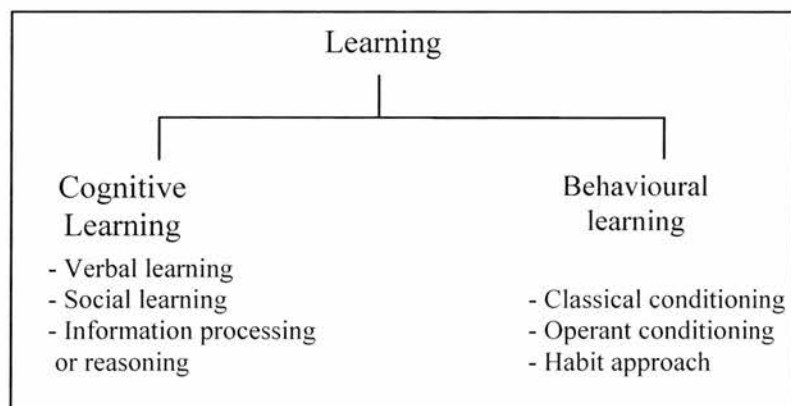 Learning
Cognitive
Learning
- Verbal learning
- Social learning
- Information processing
or reasoning
Behavioural
learning
- Classical conditioning
- Operant conditioning
- Habit approach